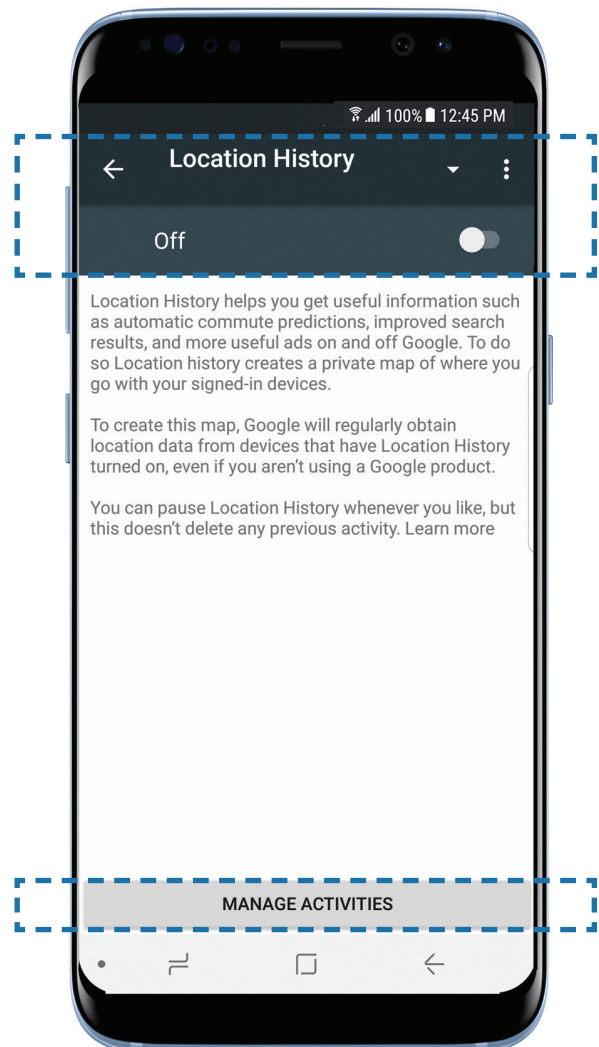 100% 12:45 PM
Location History
Off
Location History helps you get useful information such
as automatic commute predictions, improved search
results, and more useful ads on and off Google. To do
so Location history creates a private map of where you
go with your signed-in devices.
To create this map, Google will regularly obtain
location data from devices that have Location History
turned on, even if you aren’t using a Google product.
You can pause Location History whenever you like, but
this doesn’t delete any previous activity. Learn more
MANAGE ACTIVITIES